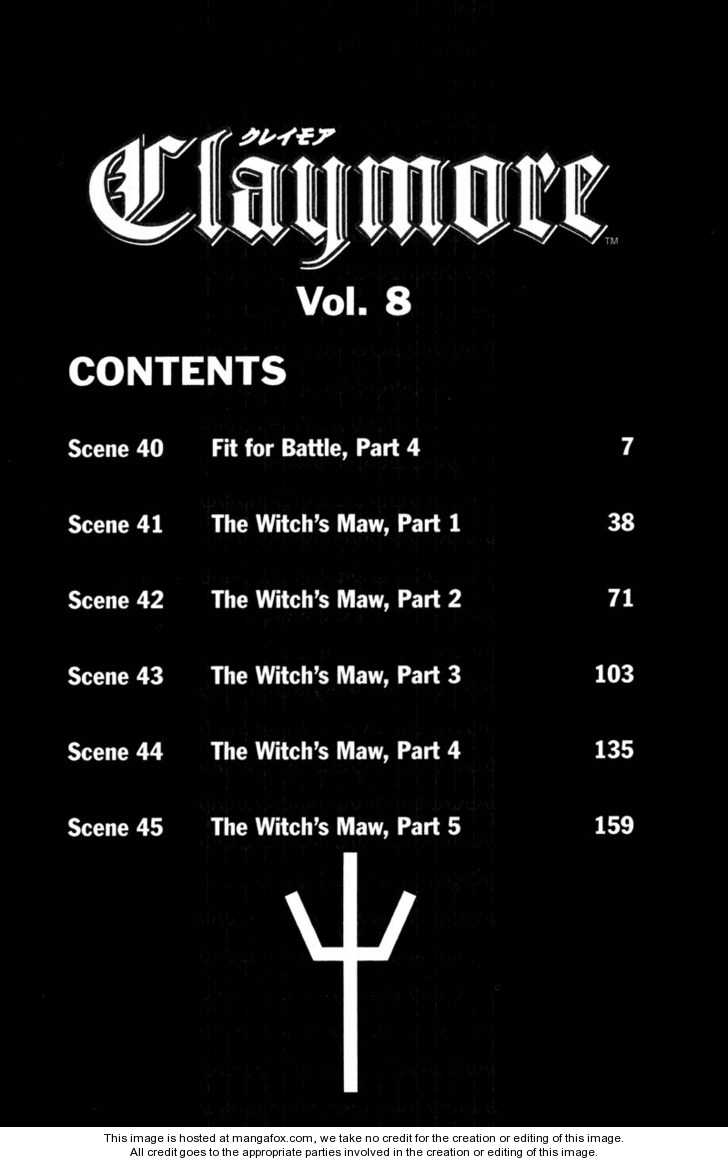 クレイモア
Claymore
TM
Vol. 8
CONTENTS
Scene 40 Fit for Battle, Part 4 7
Scene 41 The Witch's Maw, Part 1 38
Scene 42 The Witch's Maw, Part 2 71
Scene 43 The Witch's Maw, Part 3 103
Scene 44 The Witch's Maw, Part 4 135
Scene 45 The Witch's Maw, Part 5 159
This image is hosted at mangafox.com, we take no credit for the creation or editing of this image.
All credit goes to the appropriate parties involved in the creation or editing of this image.